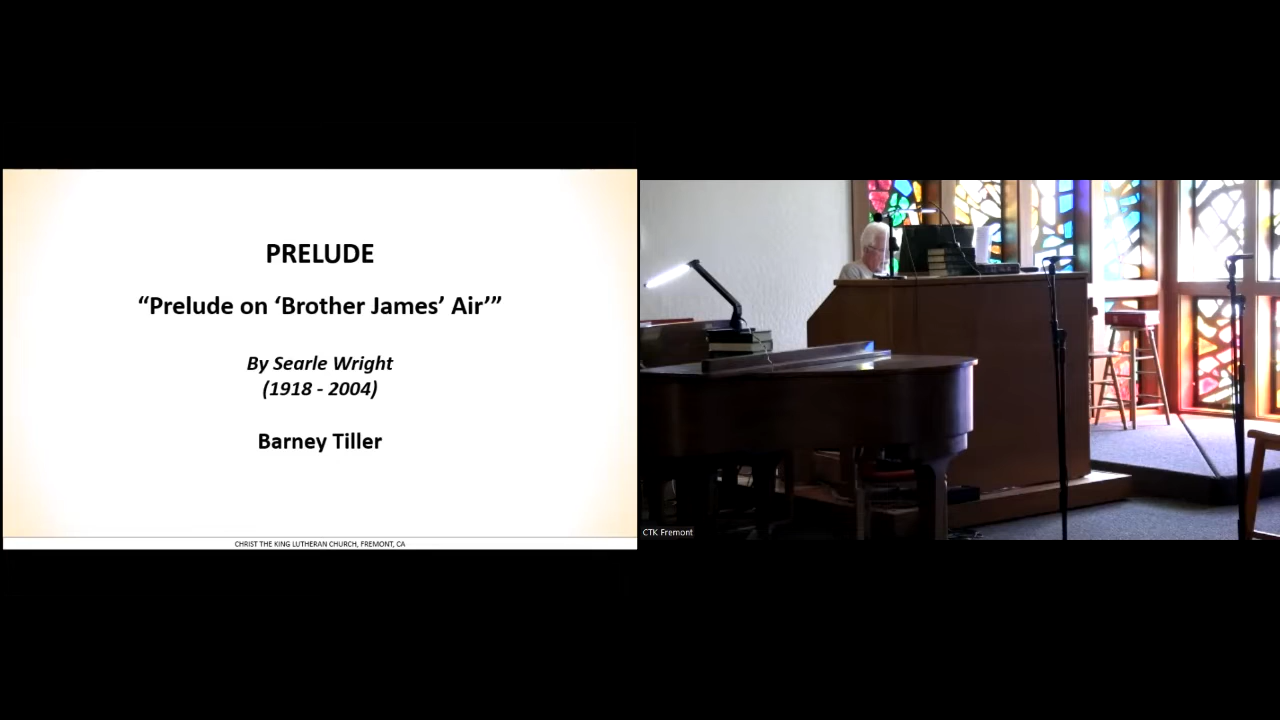 PRELUDE
“Prelude on ‘Brother James’ Air’”
By Searle Wright
(1918 - 2004)
Barney Tiller
CHRIST THE KING LUTHERAN CHURCH, FREMONT, CA
CTK Fremont